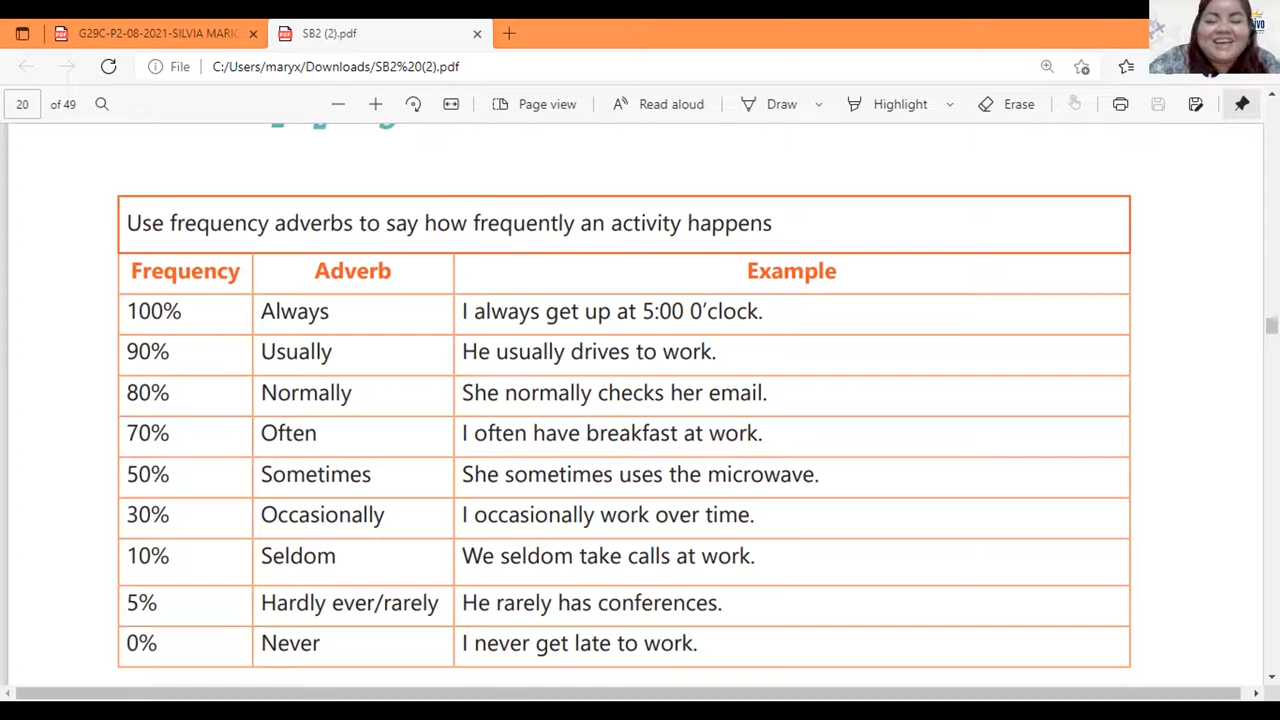 G29C-P2-08-2021-SILVIA MARIC
SB2 (2).pdf
File C:/Users/maryx/Downloads/SB2%20(2).pdf
20 of 49 Page view Read aloud Draw Highlight Erase
Use frequency adverbs to say how frequently an activity happens
Frequency Adverb Example
100% Always I always get up at 5:00 0’clock.
90% Usually He usually drives to work.
80% Normally She normally checks her email.
70% Often I often have breakfast at work.
50% Sometimes She sometimes uses the microwave.
30% Occasionally I occasionally work over time.
10% Seldom We seldom take calls at work.
5% Hardly ever/rarely He rarely has conferences.
0% Never I never get late to work.